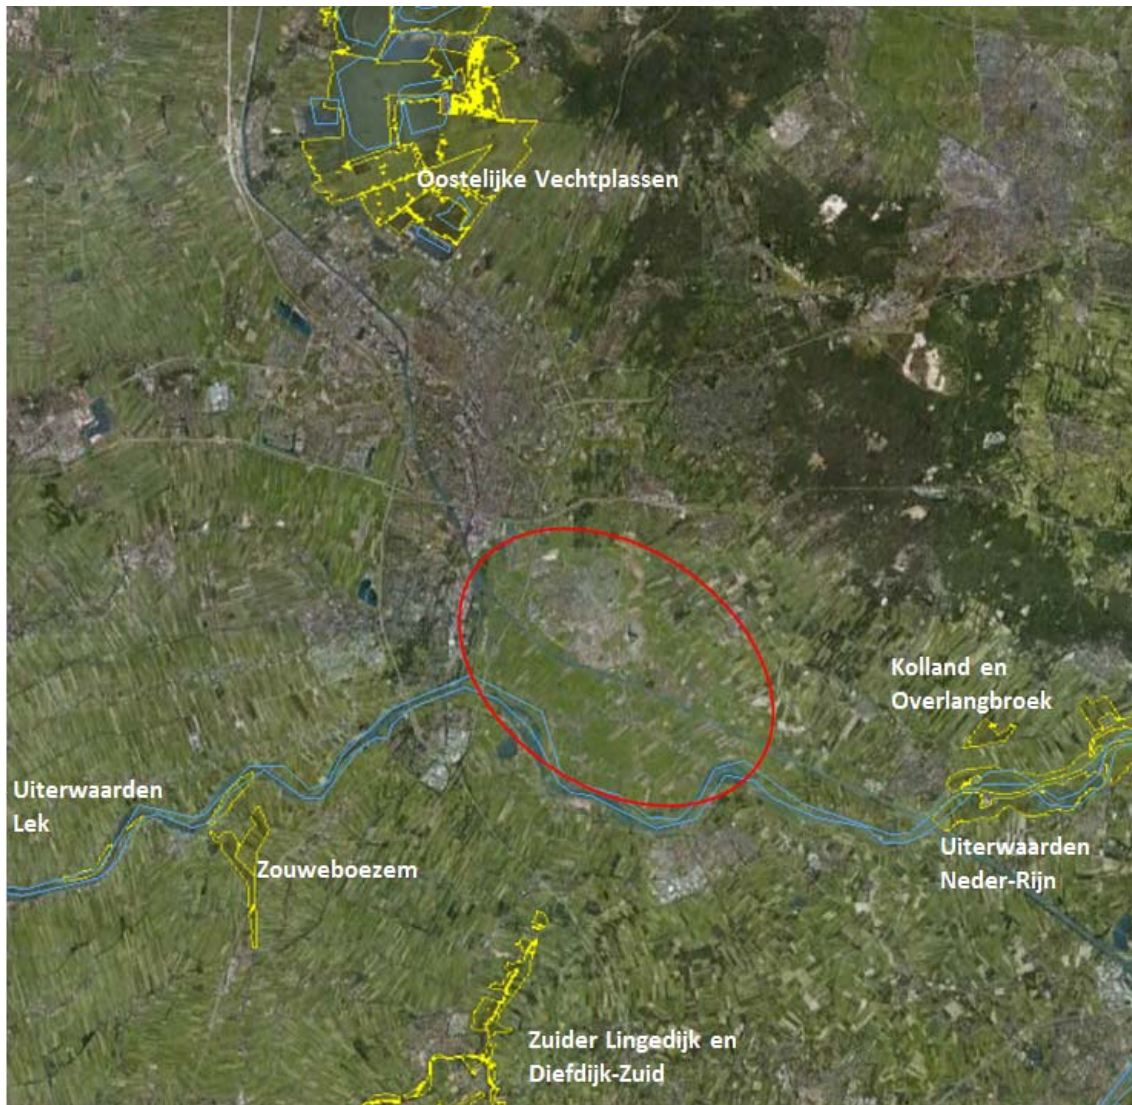 Oostelijke Vechtplassen
Kolland en
Overlangbroek
Uiterwaarden
Lek
Zouweboezem
Uiterwaarden
Neder-Rijn
Zuider Lingedijk en
Diefdijk-Zuid